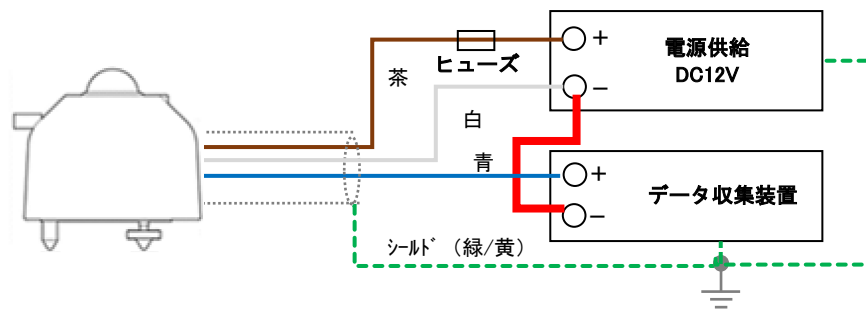 ヒューズ
茶
白
青
+
−
電源供給
DC12V
+
−
データ収集装置
ｼｰﾙﾄﾞ（緑/黄）